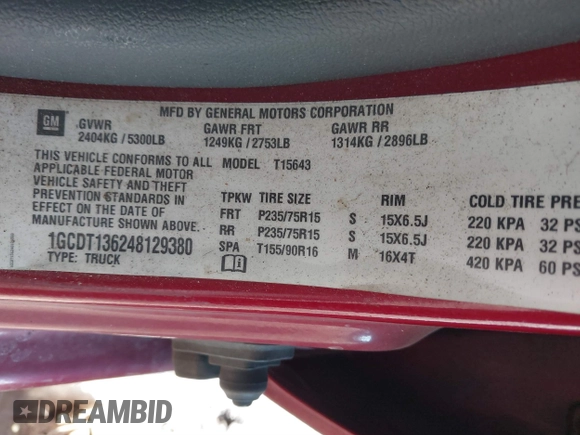 MFD BY GENERAL MOTORS CORPORATION
GM
GVWR GAWR FRT GAWR RR
2404KG / 5300LB 1249KG / 2753LB 1314KG / 2896LB
THIS VEHICLE CONFORMS TO ALL
APPLICABLE FEDERAL MOTOR
VEHICLE SAFETY AND THEFT
PREVENTION STANDARDS IN
EFFECT ON THE DATE OF
MANUFACTURE SHOWN ABOVE.
1GCDT136248129380
TYPE: TRUCK
MODEL T15643
TPKW TIRE SIZE RIM COLD TIRE PRE
FRT P235/75R15 S 15X6.5J 220 KPA 32 PS
RR P235/75R15 S 15X6.5J 220 KPA 32 PS
SPA T155/90R16 M 16X4T 420 KPA 60 PS
DREAMBID